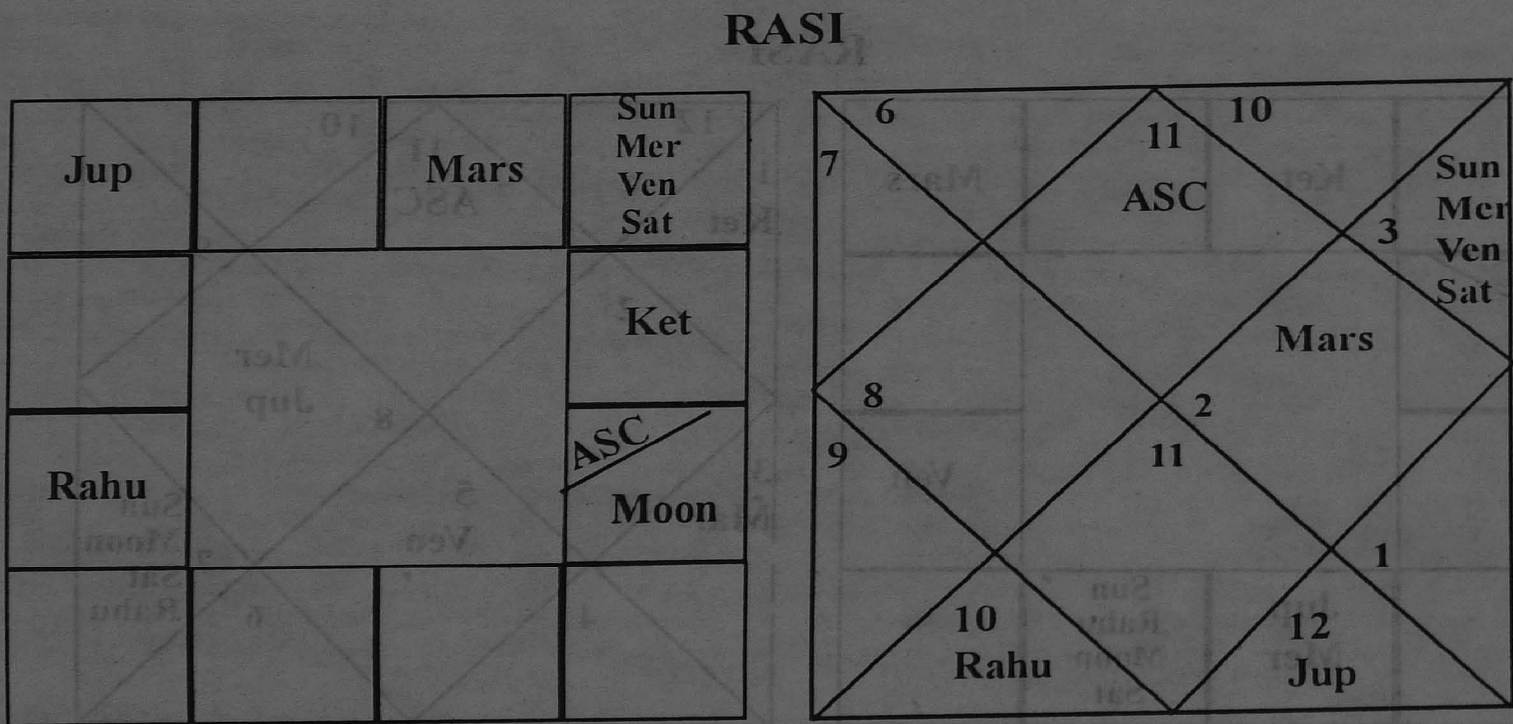 RASI
Jup
Mars
Sun
Mer
Ven
Sat
Ket
Rahu
ASC
Moon
6
7
11
ASC
10
Sun
Mer
Ven
Sat
3
Mars
8
9
2
11
1
10
Rahu
12
Jup